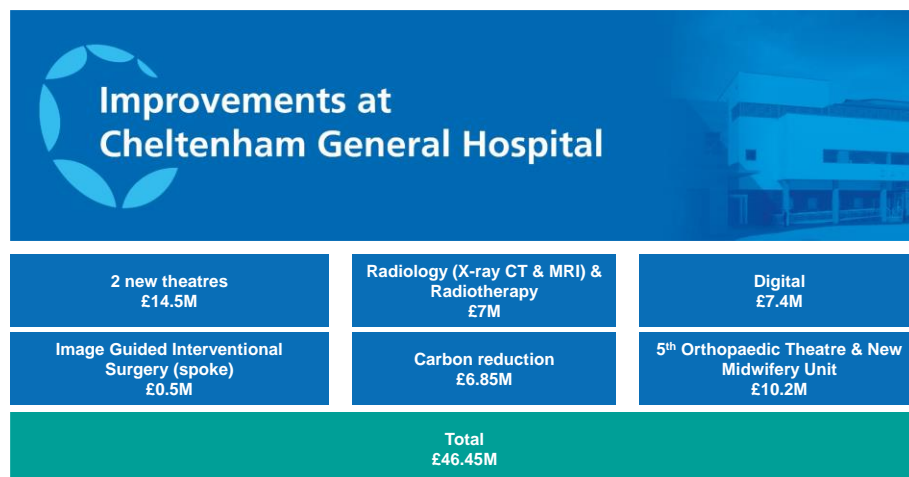 Improvements at
Cheltenham General Hospital
2 new theatres
£14.5M
Radiology (X-ray CT & MRI) &
Radiotherapy
£7M
Digital
£7.4M
Image Guided Interventional
Surgery (spoke)
£0.5M
Carbon reduction
£6.85M
5th Orthopaedic Theatre & New
Midwifery Unit
£10.2M
Total
£46.45M